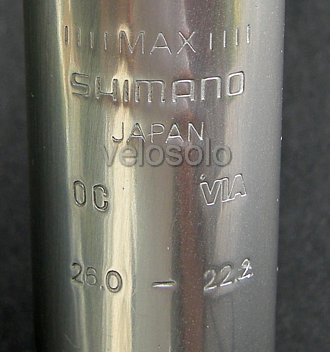 MAX
SHIMANO
JAPAN
velosolo
OC VIA
26.0 — 22.2